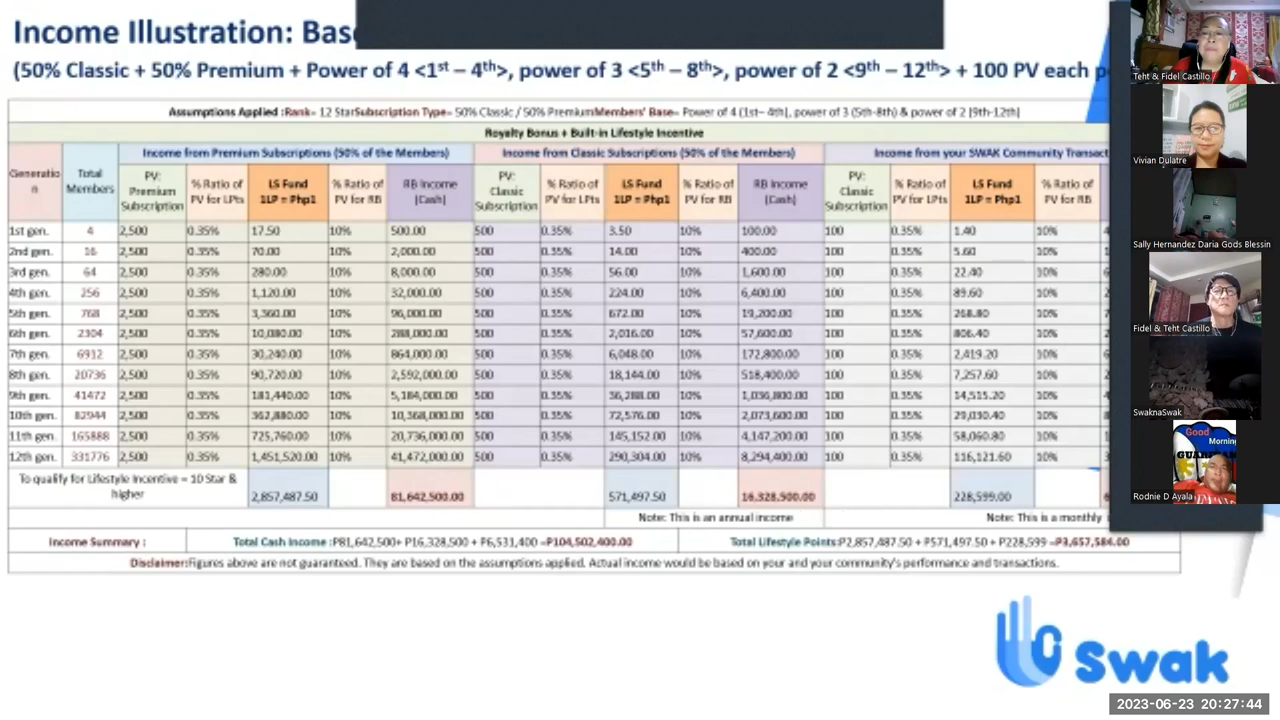 Income Illustration: Base
(50% Classic + 50% Premium + Power of 4 <1st – 4th>, power of 3 <5th – 8th>, power of 2 <9th – 12th> + 100 PV each p
Assumptions Applied :Rank= 12 StarSubscription Type= 50% Classic / 50% PremiumMembers' Base= Power of 4 (1st– 4th), power of 3 (5th-8th) & power of 2 (9th-12th)
Royalty Bonus + Built-in Lifestyle Incentive
Income from Premium Subscriptions (50% of the Members) Income from Classic Subscriptions (50% of the Members) Income from your SWAK Community Transact
Generation Total Members PV: Premium Subscription % Ratio of PV for LPts LS Fund 1LP = Php1 % Ratio of PV for RB RB Income (Cash) PV: Classic Subscription % Ratio of PV for LPts LS Fund 1LP = Php1 % Ratio of PV for RB RB Income (Cash) PV: Classic Subscription % Ratio of PV for LPts LS Fund 1LP = Php1 % Ratio of PV for RB
1st gen. 4 2,500 0.35% 17.50 10% 500.00 500 0.35% 3.50 10% 100.00 100 0.35% 1.40 10% 4
2nd gen. 16 2,500 0.35% 70.00 10% 2,000.00 500 0.35% 14.00 10% 400.00 100 0.35% 5.60 10% 1
3rd gen. 64 2,500 0.35% 280.00 10% 8,000.00 500 0.35% 56.00 10% 1,600.00 100 0.35% 22.40 10% 6
4th gen. 256 2,500 0.35% 1,120.00 10% 32,000.00 500 0.35% 224.00 10% 6,400.00 100 0.35% 89.60 10% 2
5th gen. 768 2,500 0.35% 3,360.00 10% 96,000.00 500 0.35% 672.00 10% 19,200.00 100 0.35% 268.80 10% 7
6th gen. 2304 2,500 0.35% 10,080.00 10% 288,000.00 500 0.35% 2,016.00 10% 57,600.00 100 0.35% 806.40 10% 2
7th gen. 6912 2,500 0.35% 30,240.00 10% 864,000.00 500 0.35% 6,048.00 10% 172,800.00 100 0.35% 2,419.20 10% 6
8th gen. 20736 2,500 0.35% 90,720.00 10% 2,592,000.00 500 0.35% 18,144.00 10% 518,400.00 100 0.35% 7,257.60 10% 2
9th gen. 41472 2,500 0.35% 181,440.00 10% 5,184,000.00 500 0.35% 36,288.00 10% 1,036,800.00 100 0.35% 14,515.20 10% 4
10th gen. 82944 2,500 0.35% 362,880.00 10% 10,368,000.00 500 0.35% 72,576.00 10% 2,073,600.00 100 0.35% 29,030.40 10% 8
11th gen. 165888 2,500 0.35% 725,760.00 10% 20,736,000.00 500 0.35% 145,152.00 10% 4,147,200.00 100 0.35% 58,060.80 10% 1
12th gen. 331776 2,500 0.35% 1,451,520.00 10% 41,472,000.00 500 0.35% 290,304.00 10% 8,294,400.00 100 0.35% 116,121.60 10% 3
To qualify for Lifestyle Incentive = 10 Star & higher 2,857,487.50 81,642,500.00 571,497.50 16,328,500.00 228,599.00 6
Note: This is an annual income Note: This is a monthly
Income Summary : Total Cash Income :P81,642,500+ P16,328,500 + P6,531,400 =P104,502,400.00 Total Lifestyle Points:P2,857,487.50 + P571,497.50 + P228,599 =P3,657,584.00
Disclaimer:Figures above are not guaranteed. They are based on the assumptions applied. Actual income would be based on your and your community's performance and transactions.
Swak
Teht & Fidel Castillo
Vivian Dulatre
Sally Hernandez Daria Gods Blessin
Fidel & Teht Castillo
SwaknaSwak
Good
Morning
Rodnie D Ayala
2023-06-23 20:27:44